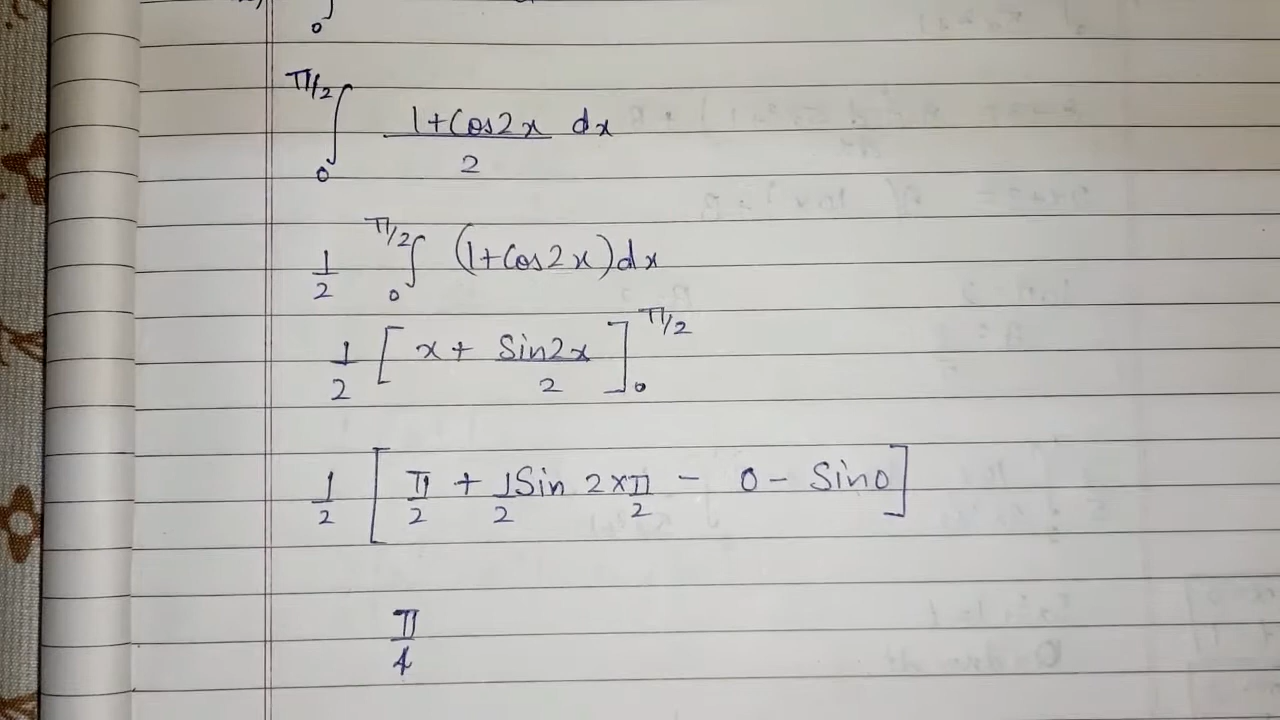 0
π/2 ∫ 0 1+Cos2x / 2 dx
1/2 π/2 ∫ 0 (1+Cos2x)dx
1/2 [ x + Sin2x / 2 ] π/2 0
1/2 [ π/2 + 1/2 Sin 2×π/2 - 0 - Sin0 ]
π/4